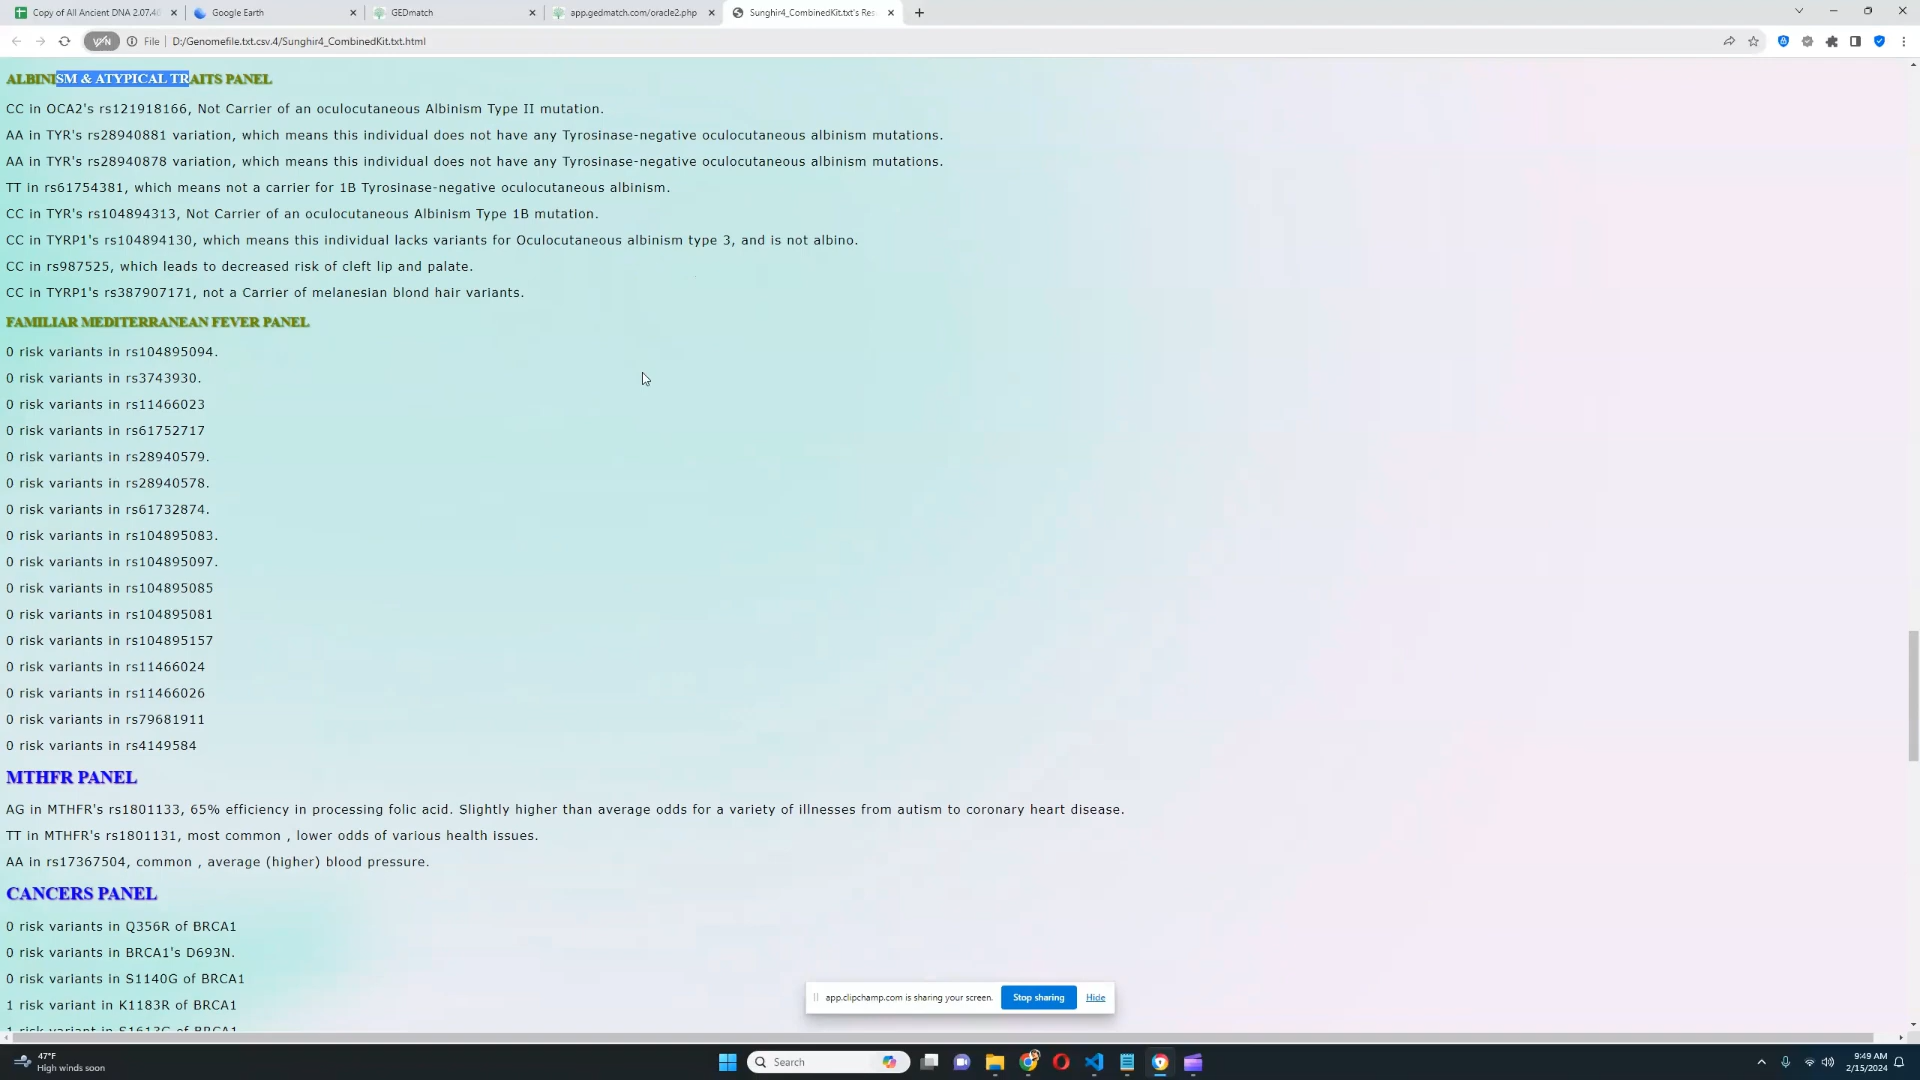 Copy of All Ancient DNA 2.07.48
Google Earth
GEDmatch
app.gedmatch.com/oracle2.php
Sunghir4_CombinedKit.txt's Res
VPN
File
D:/Genomefile.txt.csv.4/Sunghir4_CombinedKit.txt.html
ALBINISM & ATYPICAL TRAITS PANEL
CC in OCA2's rs121918166, Not Carrier of an oculocutaneous Albinism Type II mutation.
AA in TYR's rs28940881 variation, which means this individual does not have any Tyrosinase-negative oculocutaneous albinism mutations.
AA in TYR's rs28940878 variation, which means this individual does not have any Tyrosinase-negative oculocutaneous albinism mutations.
TT in rs61754381, which means not a carrier for 1B Tyrosinase-negative oculocutaneous albinism.
CC in TYR's rs104894313, Not Carrier of an oculocutaneous Albinism Type 1B mutation.
CC in TYRP1's rs104894130, which means this individual lacks variants for Oculocutaneous albinism type 3, and is not albino.
CC in rs987525, which leads to decreased risk of cleft lip and palate.
CC in TYRP1's rs387907171, not a Carrier of melanesian blond hair variants.
FAMILIAR MEDITERRANEAN FEVER PANEL
0 risk variants in rs104895094.
0 risk variants in rs3743930.
0 risk variants in rs11466023
0 risk variants in rs61752717
0 risk variants in rs28940579.
0 risk variants in rs28940578.
0 risk variants in rs61732874.
0 risk variants in rs104895083.
0 risk variants in rs104895097.
0 risk variants in rs104895085
0 risk variants in rs104895081
0 risk variants in rs104895157
0 risk variants in rs11466024
0 risk variants in rs11466026
0 risk variants in rs79681911
0 risk variants in rs4149584
MTHFR PANEL
AG in MTHFR's rs1801133, 65% efficiency in processing folic acid. Slightly higher than average odds for a variety of illnesses from autism to coronary heart disease.
TT in MTHFR's rs1801131, most common , lower odds of various health issues.
AA in rs17367504, common , average (higher) blood pressure.
CANCERS PANEL
0 risk variants in Q356R of BRCA1
0 risk variants in BRCA1's D693N.
0 risk variants in S1140G of BRCA1
1 risk variant in K1183R of BRCA1
1 risk variant in S1613G of BRCA1
app.clipchamp.com is sharing your screen.
Stop sharing
Hide
47°F
High winds soon
Search
9:49 AM
2/15/2024